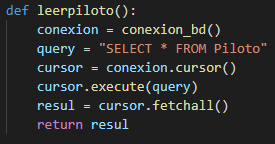 def leerpiloto():
    conexion = conexion_bd()
    query = "SELECT * FROM Piloto"
    cursor = conexion.cursor()
    cursor.execute(query)
    resul = cursor.fetchall()
    return resul